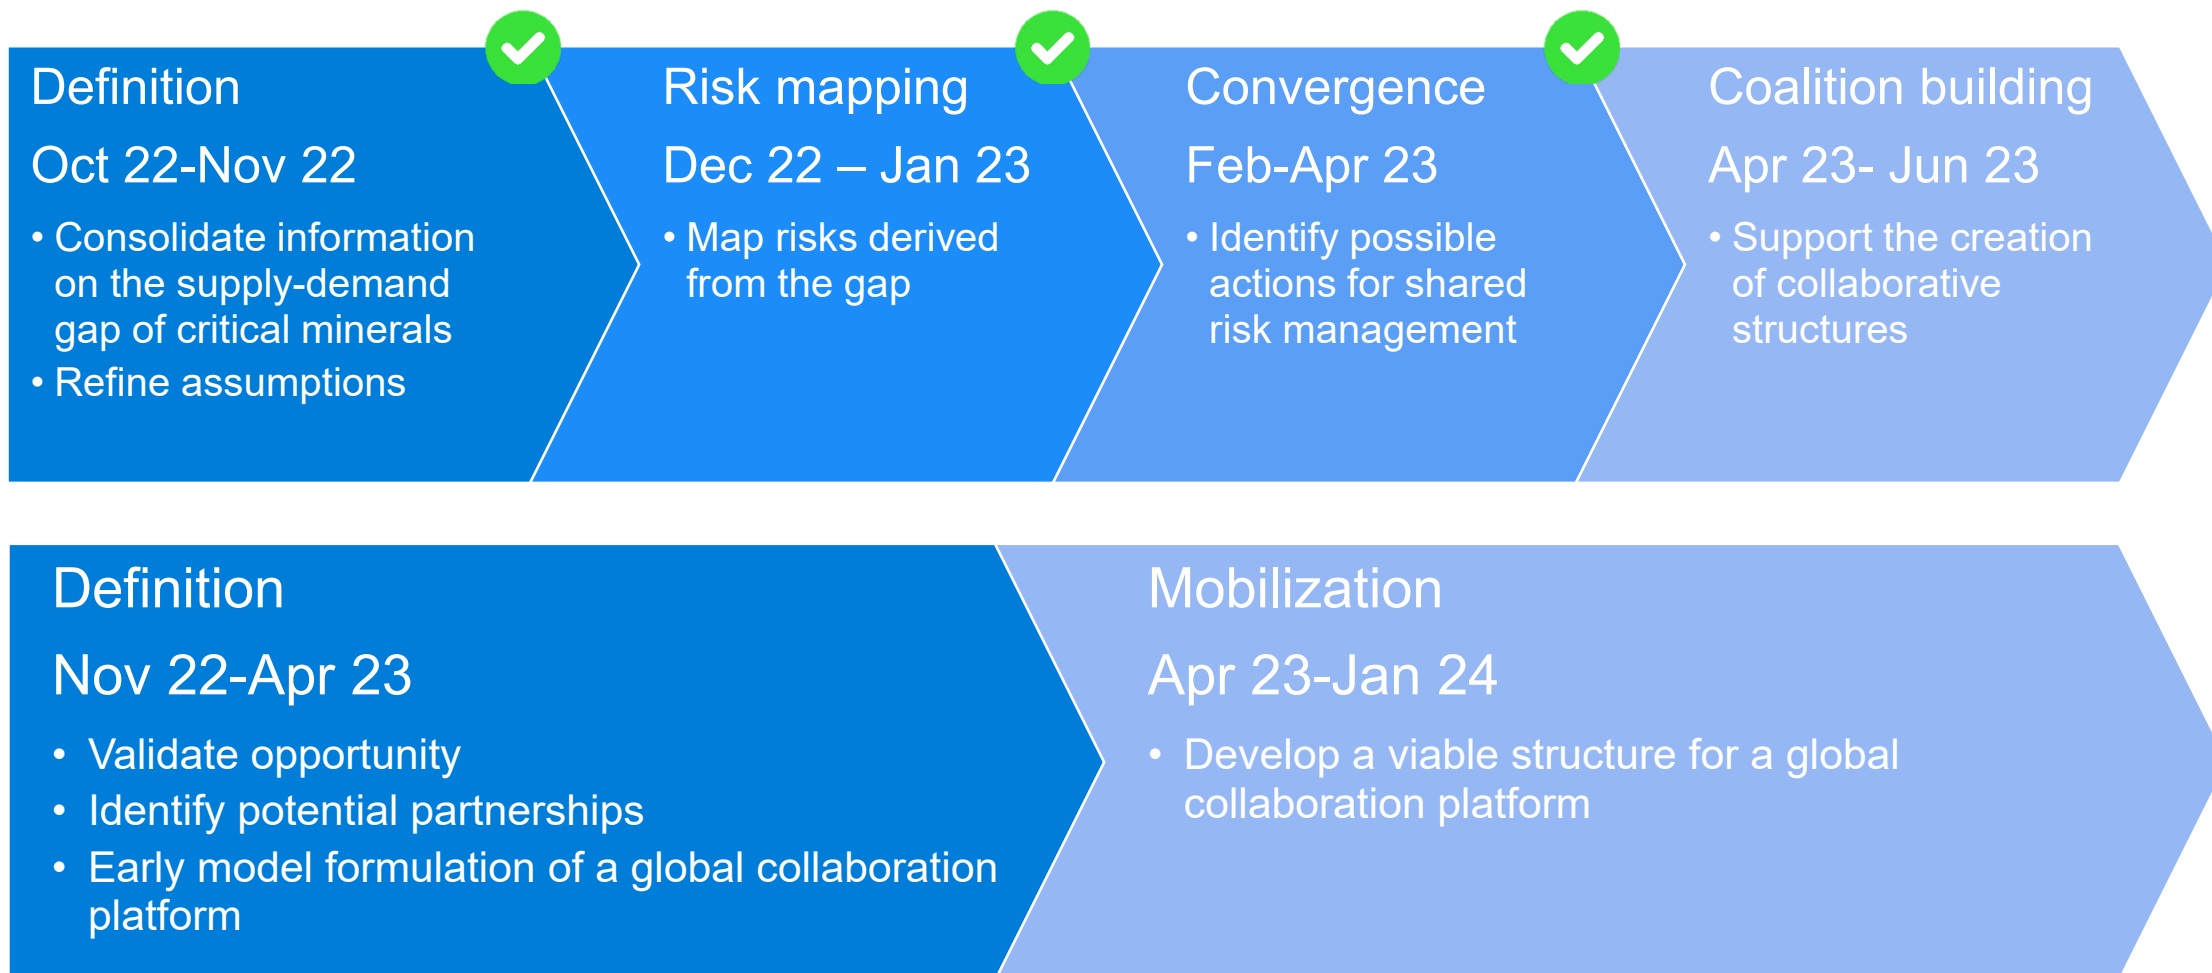 Definition
Oct 22-Nov 22
• Consolidate information
on the supply-demand
gap of critical minerals
• Refine assumptions
Risk mapping
Dec 22 – Jan 23
• Map risks derived
from the gap
Convergence
Feb-Apr 23
• Identify possible
actions for shared
risk management
Coalition building
Apr 23- Jun 23
• Support the creation
of collaborative
structures
Definition
Nov 22-Apr 23
• Validate opportunity
• Identify potential partnerships
• Early model formulation of a global collaboration
platform
Mobilization
Apr 23-Jan 24
• Develop a viable structure for a global
collaboration platform